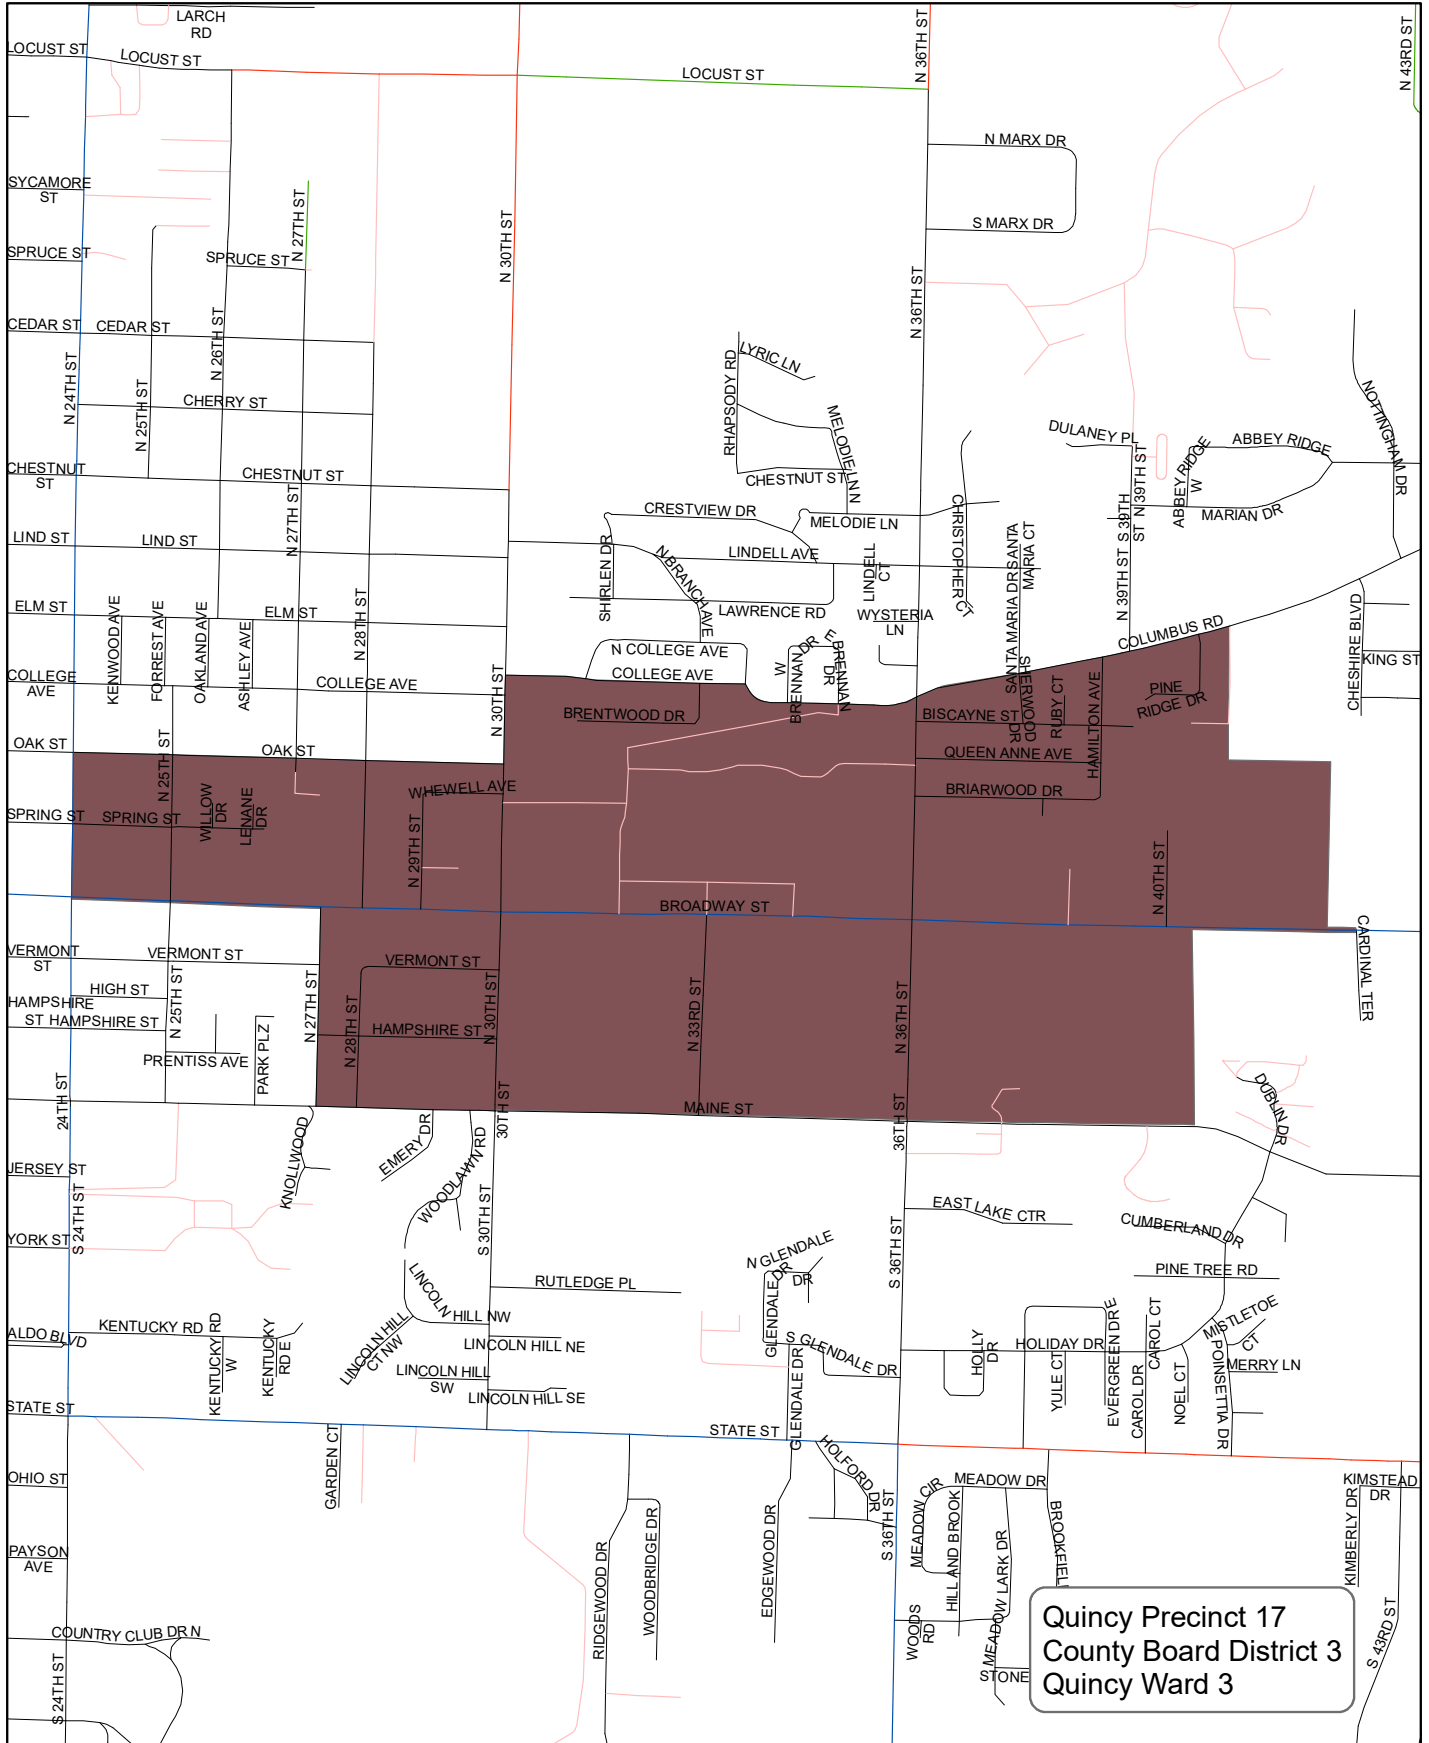 LARCH
RD
LOCUST ST
LOCUST ST
LOCUST ST
N 36TH ST
N 43RD ST
N MARX DR
S MARX DR
SYCAMORE
ST
N 27TH ST
N 30TH ST
SPRUCE ST
SPRUCE ST
N 36TH ST
CEDAR ST
CEDAR ST
N 26TH ST
N 24TH ST
N 25TH ST
CHERRY ST
LYRIC LN
RHAPSODY RD
MELODIE LN N
CHESTNUT ST
NOTTINGHAM DR
DULANEY PL
N 39TH ST
ABBEY RIDGE
ABBEY RIDGE
W
MARIAN DR
CHESTNUT
ST
CHESTNUT ST
N 27TH ST
CRESTVIEW DR
MELODIE LN
CHRISTOPHER CT
S 39TH
ST
LIND ST
LIND ST
SHIRLEN DR
N BRANCH AVE
LINDELL AVE
LINDELL
CT
SANTA MARIA DR
SANTA
MARIA CT
N 39TH ST
ELM ST
ELM ST
KENWOOD AVE
FORREST AVE
OAKLAND AVE
ASHLEY AVE
N 28TH ST
LAWRENCE RD
WYSTERIA
LN
COLUMBUS RD
CHESHIRE BLVD
KING ST
COLLEGE
AVE
COLLEGE AVE
N 30TH ST
N COLLEGE AVE
COLLEGE AVE
BRENTWOOD DR
W
BRENNAN
DR
E
BRENNAN
DR
BISCAYNE ST
SHERWOOD
DR
RUBY CT
HAMILTON AVE
PINE
RIDGE DR
QUEEN ANNE AVE
BRIARWOOD DR
OAK ST
OAK ST
N 25TH ST
WHEWELL AVE
SPRING ST
SPRING ST
WILLOW
DR
LENANE
DR
N 29TH ST
N 40TH ST
BROADWAY ST
CARDINAL TER
VERMONT
ST
VERMONT ST
VERMONT ST
HIGH ST
HAMPSHIRE
ST
HAMPSHIRE ST
N 25TH ST
N 27TH ST
N 28TH ST
HAMPSHIRE ST
N 30TH ST
N 33RD ST
N 36TH ST
PRENTISS AVE
PARK PLZ
24TH ST
MAINE ST
30TH ST
36TH ST
DUBLIN DR
KNOLLWOOD
EMERY DR
WOODLAWN RD
JERSEY ST
S 24TH ST
YORK ST
S 30TH ST
EAST LAKE CTR
CUMBERLAND DR
S 36TH ST
N GLENDALE
DR
PINE TREE RD
RUTLEDGE PL
LINCOLN
HILL NW
GLENDALE DR
S GLENDALE DR
ALDO BLVD
KENTUCKY RD
KENTUCKY RD
W
KENTUCKY
RD E
LINCOLN HILL
CT NW
LINCOLN HILL NE
LINCOLN HILL
SW
LINCOLN HILL SE
GLENDALE DR
HOLLY
DR
HOLIDAY DR
YULE CT
EVERGREEN DR E
CAROL DR
CAROL CT
NOEL CT
MISTLETOE
CT
MERRY LN
POINSETTIA DR
STATE ST
STATE ST
GARDEN CT
OHIO ST
HOLFORD DR
S 36TH ST
MEADOW CIR
MEADOW DR
HILL AND BROOK
MEADOW LARK DR
BROOKFIEL
KIMSTEAD
DR
KIMBERLY DR
PAYSON
AVE
RIDGEWOOD DR
WOODBRIDGE DR
EDGEWOOD DR
WOODS
RD
STONE
S 43RD ST
COUNTRY CLUB DR N
S 24TH ST
Quincy Precinct 17
County Board District 3
Quincy Ward 3